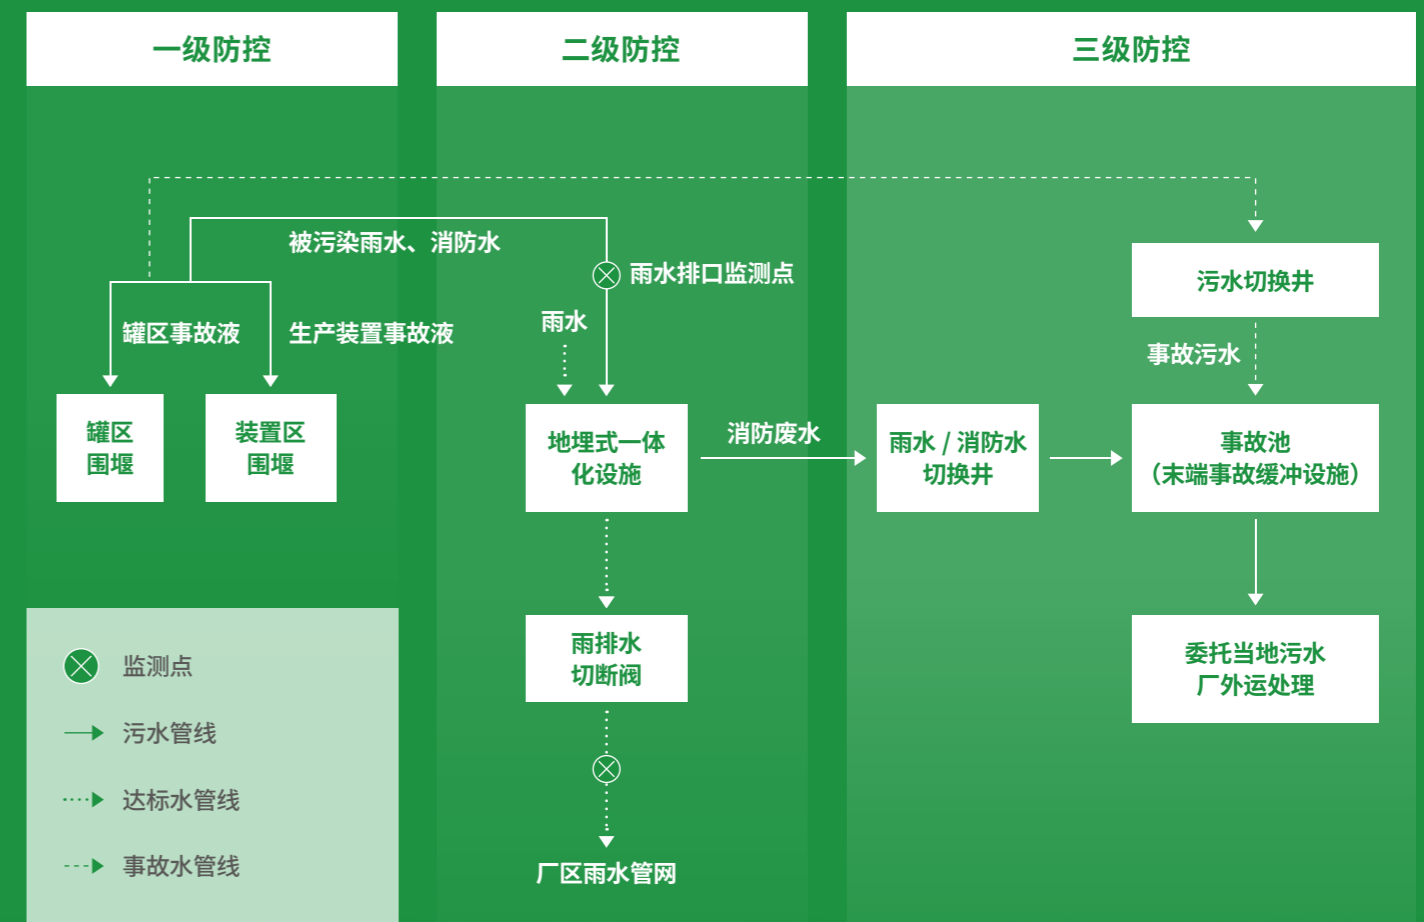 一级防控
二级防控
三级防控
被污染雨水、消防水
雨水排口监测点
污水切换井
雨水
罐区事故液
生产装置事故液
事故污水
罐区
围堰
装置区
围堰
地埋式一体
化设施
消防废水
雨水 / 消防水
切换井
事故池
（末端事故缓冲设施）
雨排水
切断阀
委托当地污水
厂外运处理
厂区雨水管网
监测点
污水管线
达标水管线
事故水管线